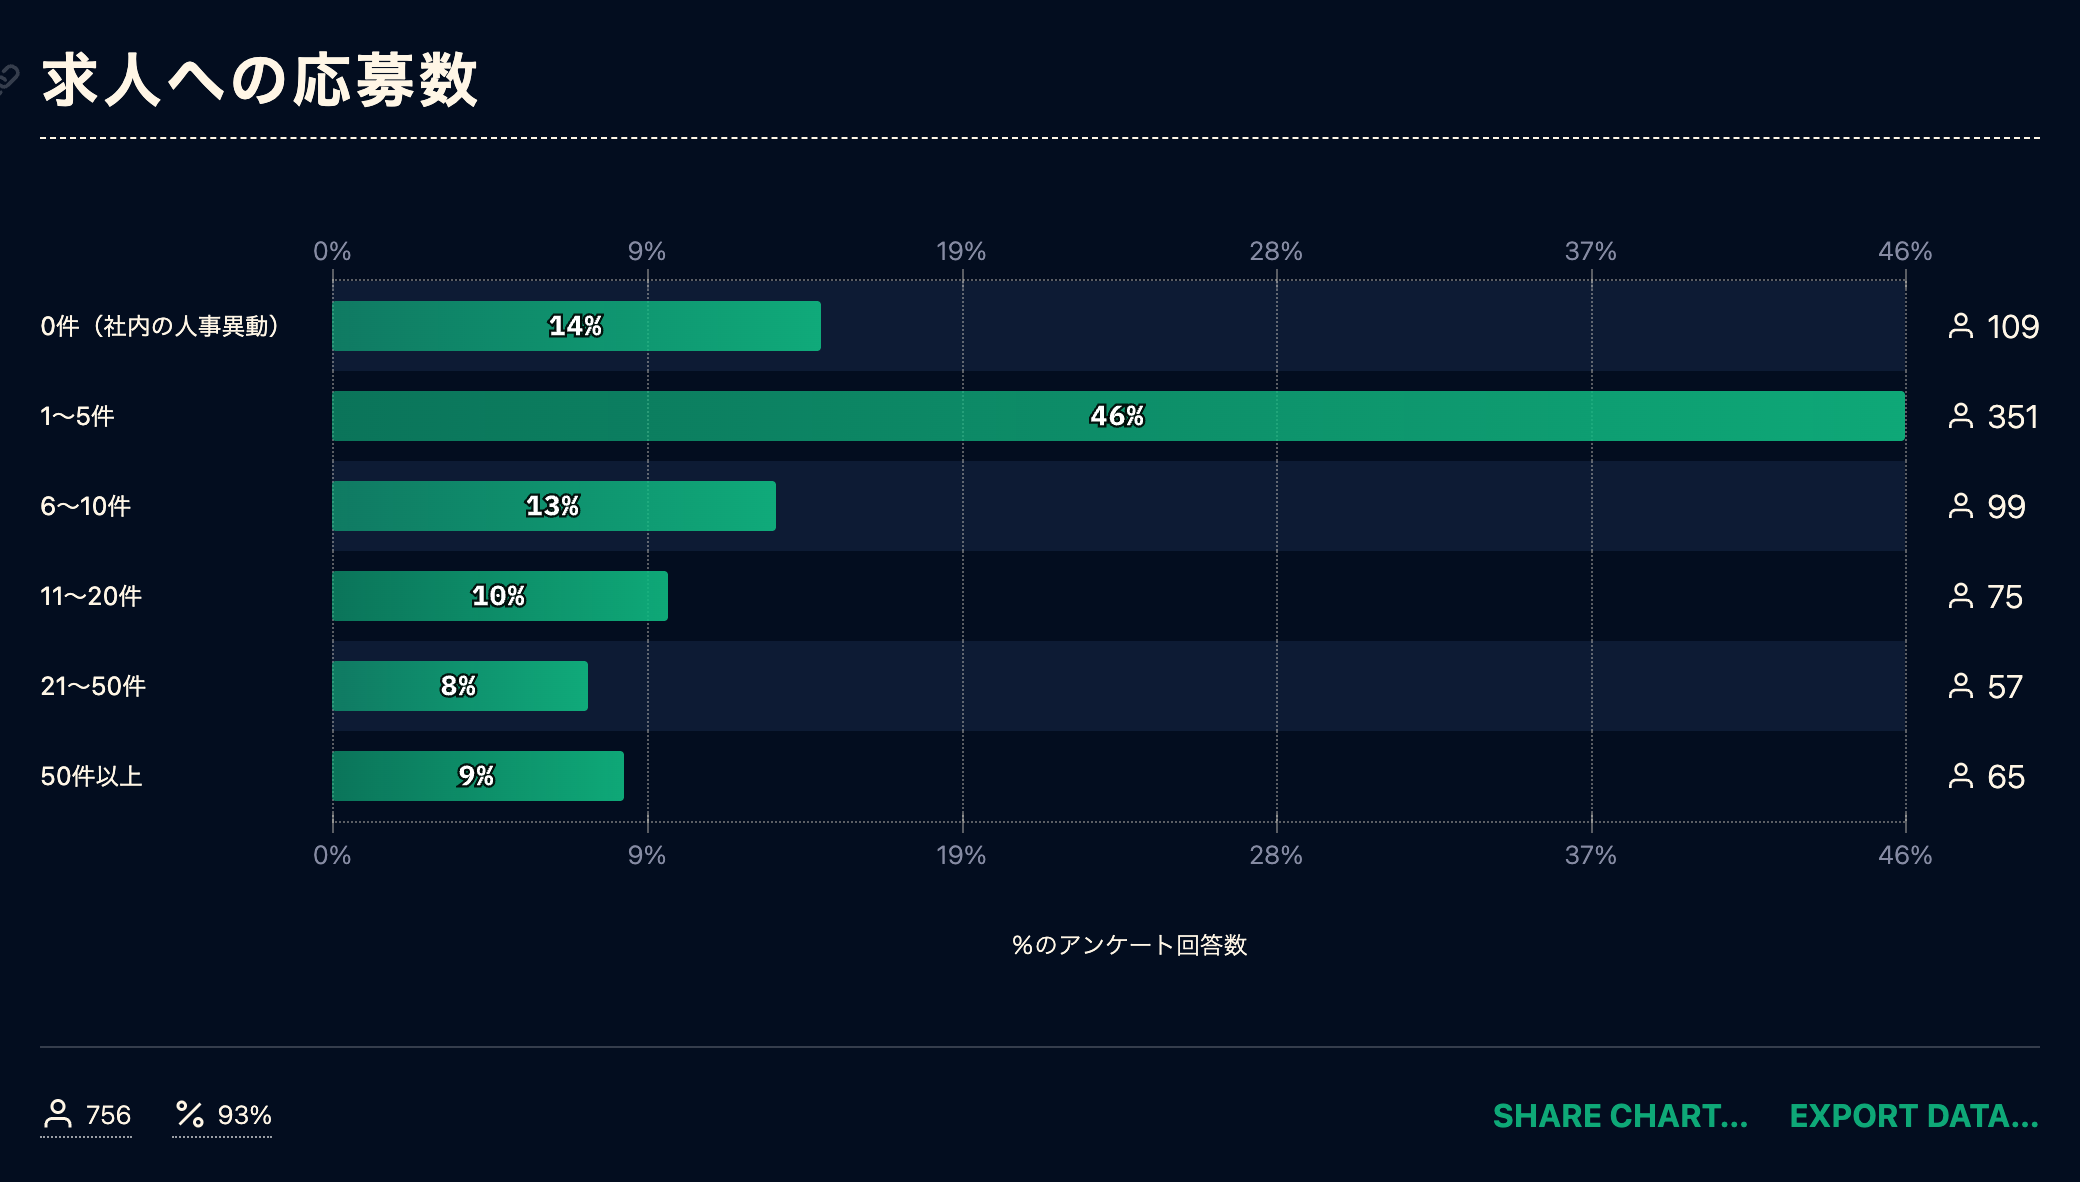 求人への応募数
0% 9% 19% 28% 37% 46%
0件（社内の人事異動） 14% 109
1〜5件 46% 351
6〜10件 13% 99
11〜20件 10% 75
21〜50件 8% 57
50件以上 9% 65
0% 9% 19% 28% 37% 46%
%のアンケート回答数
756 93% SHARE CHART... EXPORT DATA...